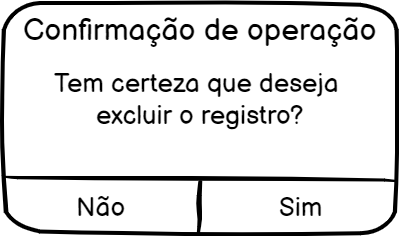 Confirmação de operação
Tem certeza que deseja
excluir o registro?
Não
Sim